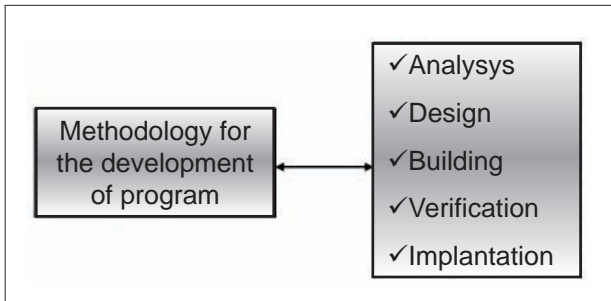 Methodology for
the development
of program
✓Analysys
✓Design
✓Building
✓Verification
✓Implantation